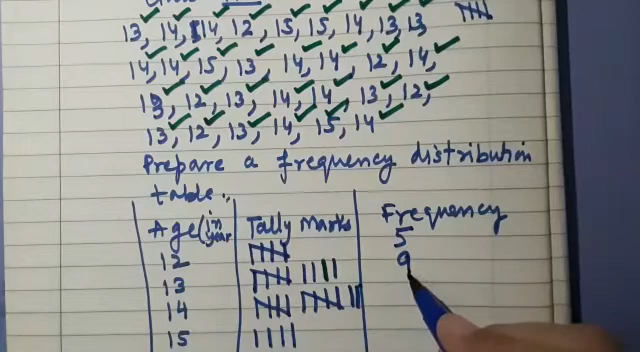 13, 14, 14, 12, 15, 15, 14, 13, 13,
14, 14, 15, 13, 14, 14, 12, 14,
13, 12, 13, 14, 14, 13, 12,
13, 12, 13, 14, 15, 14
Prepare a frequency distribution
table:.
Age (in year Tally Marks Frequency
12 5
13 9
14
15